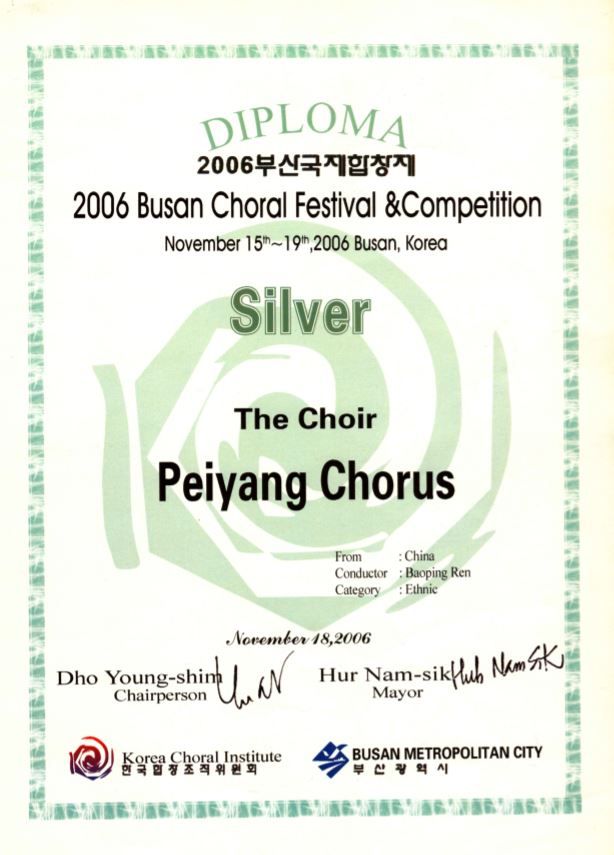 DIPLOMA
2006부산국제합창제
2006 Busan Choral Festival &Competition
November 15th~19th,2006 Busan, Korea
Silver
The Choir
Peiyang Chorus
From : China
Conductor : Baoping Ren
Category : Ethnic
November 18,2006
Dho Young-shim
Chairperson
Hur Nam-sik Hub Nam Sik
Mayor
Korea Choral Institute
한국합창조직위원회
BUSAN METROPOLITAN CITY
부산광역시